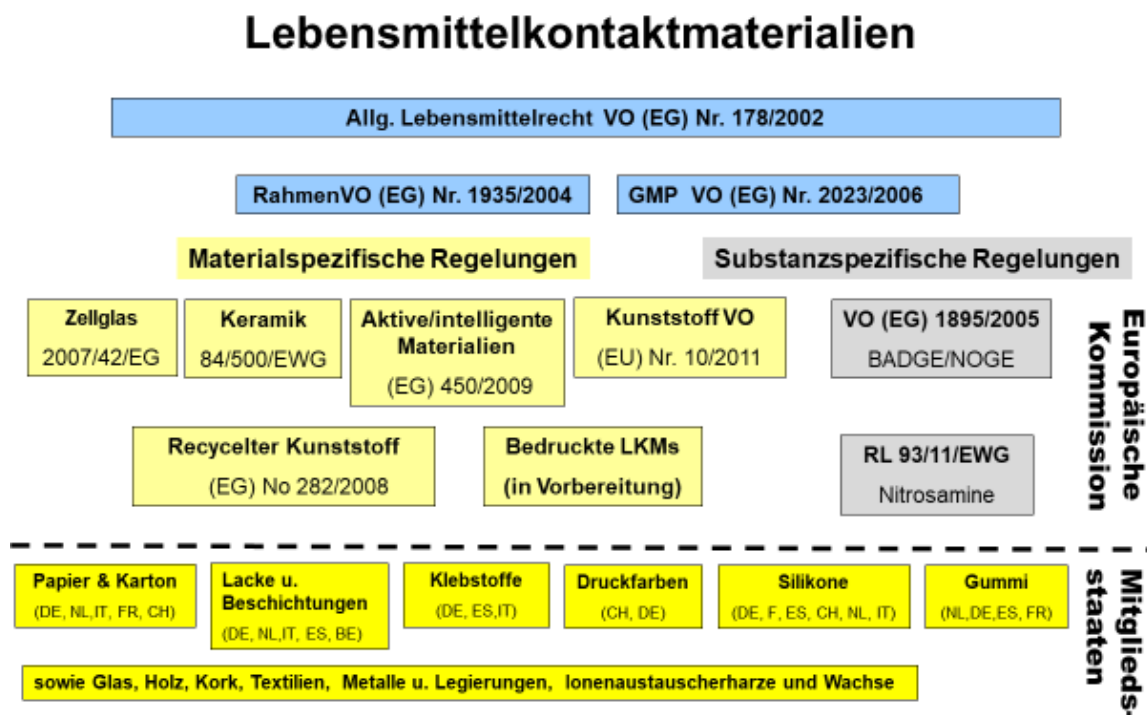 Lebensmittelkontaktmaterialien
Allg. Lebensmittelrecht VO (EG) Nr. 178/2002
RahmenVO (EG) Nr. 1935/2004
GMP VO (EG) Nr. 2023/2006
Materialspezifische Regelungen
Substanzspezifische Regelungen
Zellglas
2007/42/EG
Keramik
84/500/EWG
Aktive/intelligente
Materialien
(EG) 450/2009
Kunststoff VO
(EU) Nr. 10/2011
VO (EG) 1895/2005
BADGE/NOGE
Recycelter Kunststoff
(EG) No 282/2008
Bedruckte LKMs
(in Vorbereitung)
RL 93/11/EWG
Nitrosamine
Europäische
Kommission
Papier & Karton
(DE, NL,IT, FR, CH)
Lacke u.
Beschichtungen
(DE, NL,IT, ES, BE)
Klebstoffe
(DE, ES,IT)
Druckfarben
(CH, DE)
Silikone
(DE, F, ES, CH, NL, IT)
Gummi
(NL,DE,ES, FR)
sowie Glas, Holz, Kork, Textilien, Metalle u. Legierungen, Ionenaustauscherharze und Wachse
Mitglieds-
staaten